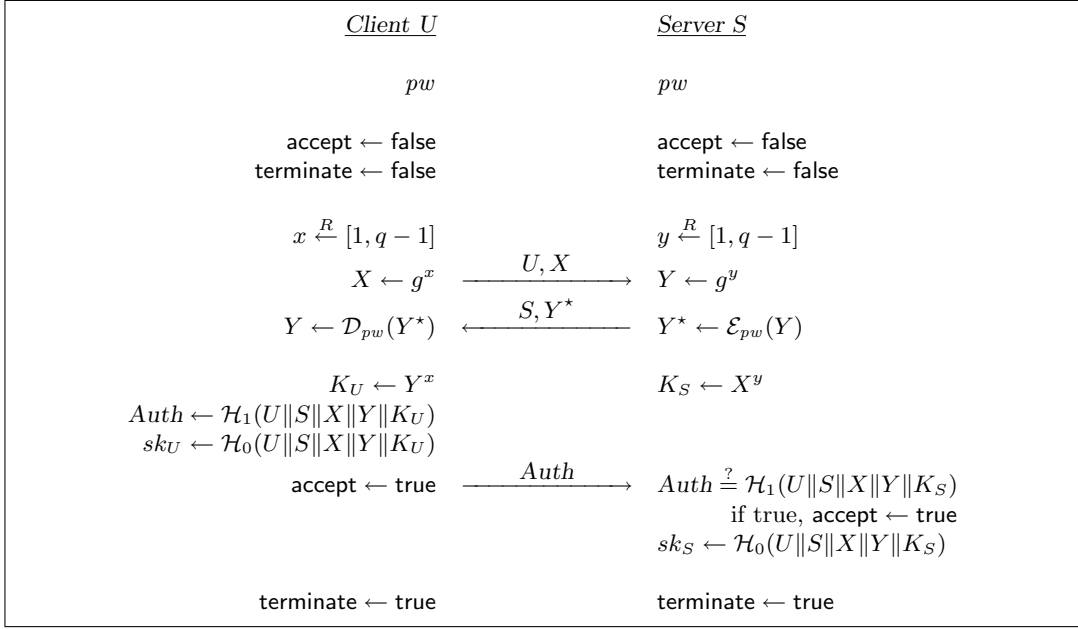 Client U Server S
pw pw
accept ← false accept ← false
terminate ← false terminate ← false
x ←R [1, q − 1] y ←R [1, q − 1]
X ← g^x U, X Y ← g^y
Y ← 𝒟_pw(Y⋆) S, Y⋆ Y⋆ ← ℰ_pw(Y)
K_U ← Y^x K_S ← X^y
Auth ← ℋ_1(U‖S‖X‖Y‖K_U)
sk_U ← ℋ_0(U‖S‖X‖Y‖K_U)
accept ← true Auth Auth ≟ ℋ_1(U‖S‖X‖Y‖K_S)
if true, accept ← true
sk_S ← ℋ_0(U‖S‖X‖Y‖K_S)
terminate ← true terminate ← true